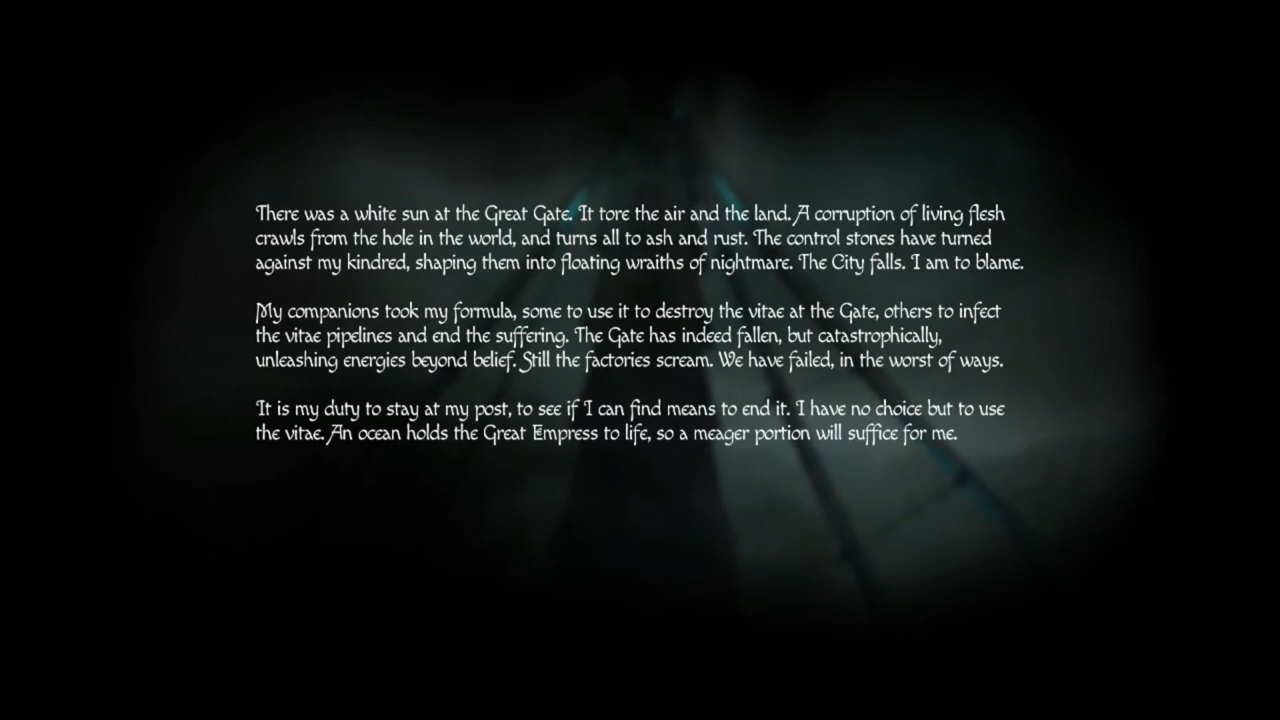 There was a white sun at the Great Gate. It tore the air and the land. A corruption of living flesh
crawls from the hole in the world, and turns all to ash and rust. The control stones have turned
against my kindred, shaping them into floating wraiths of nightmare. The City falls. I am to blame.
My companions took my formula, some to use it to destroy the vitae at the Gate, others to infect
the vitae pipelines and end the suffering. The Gate has indeed fallen, but catastrophically,
unleashing energies beyond belief. Still the factories scream. We have failed, in the worst of ways.
It is my duty to stay at my post, to see if I can find means to end it. I have no choice but to use
the vitae. An ocean holds the Great Empress to life, so a meager portion will suffice for me.